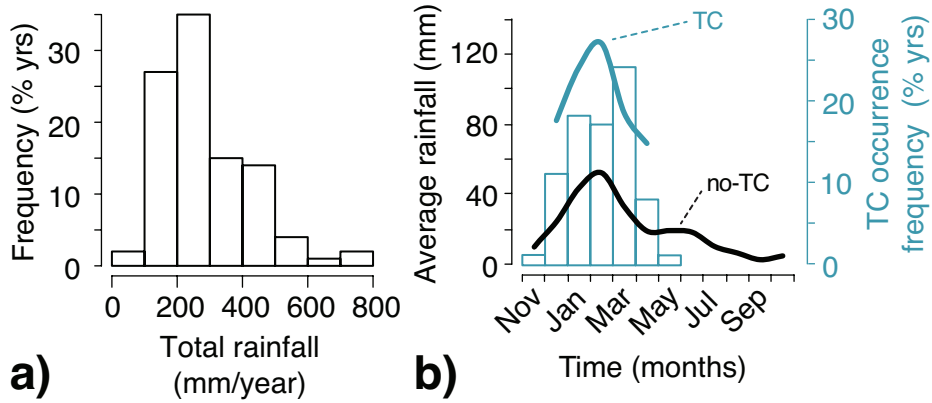 Frequency (% yrs)
0
10
20
30
0
200
400
600
800
Total rainfall
(mm/year)
a)
Average rainfall (mm)
0
40
80
120
TC
no-TC
0
10
20
30
TC occurrence
frequency (% yrs)
Nov
Jan
Mar
May
Jul
Sep
Time (months)
b)